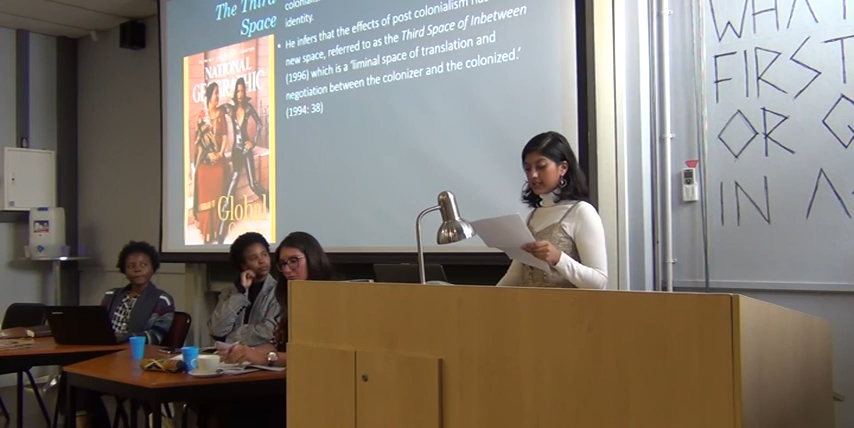 The Third
Space
identity.
• He infers that the effects of post colonialism
new space, referred to as the Third Space of Inbetween
(1996) which is a 'liminal space of translation and
negotiation between the colonizer and the colonized.'
(1994: 38)
NATIONAL
GEOGRAPHIC
Global
WHAT
FIRST
OR
IN A